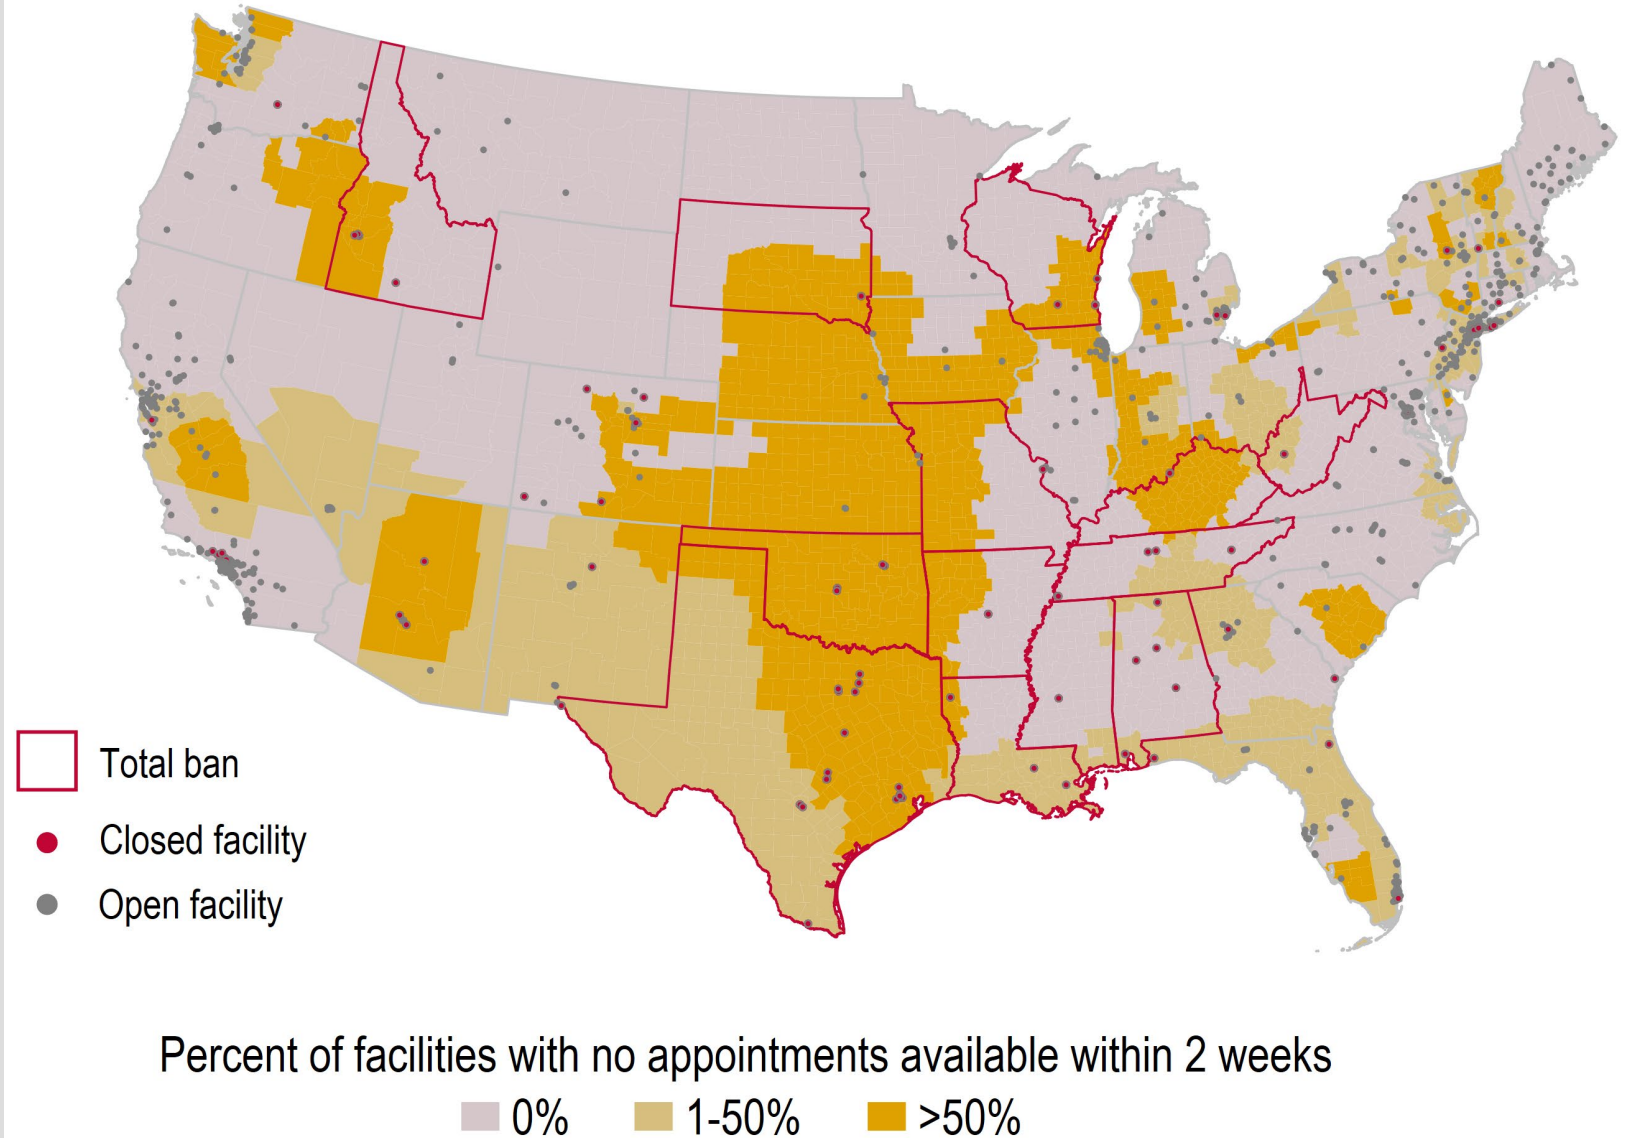 Total ban
Closed facility
Open facility
Percent of facilities with no appointments available within 2 weeks
0% 1-50% >50%